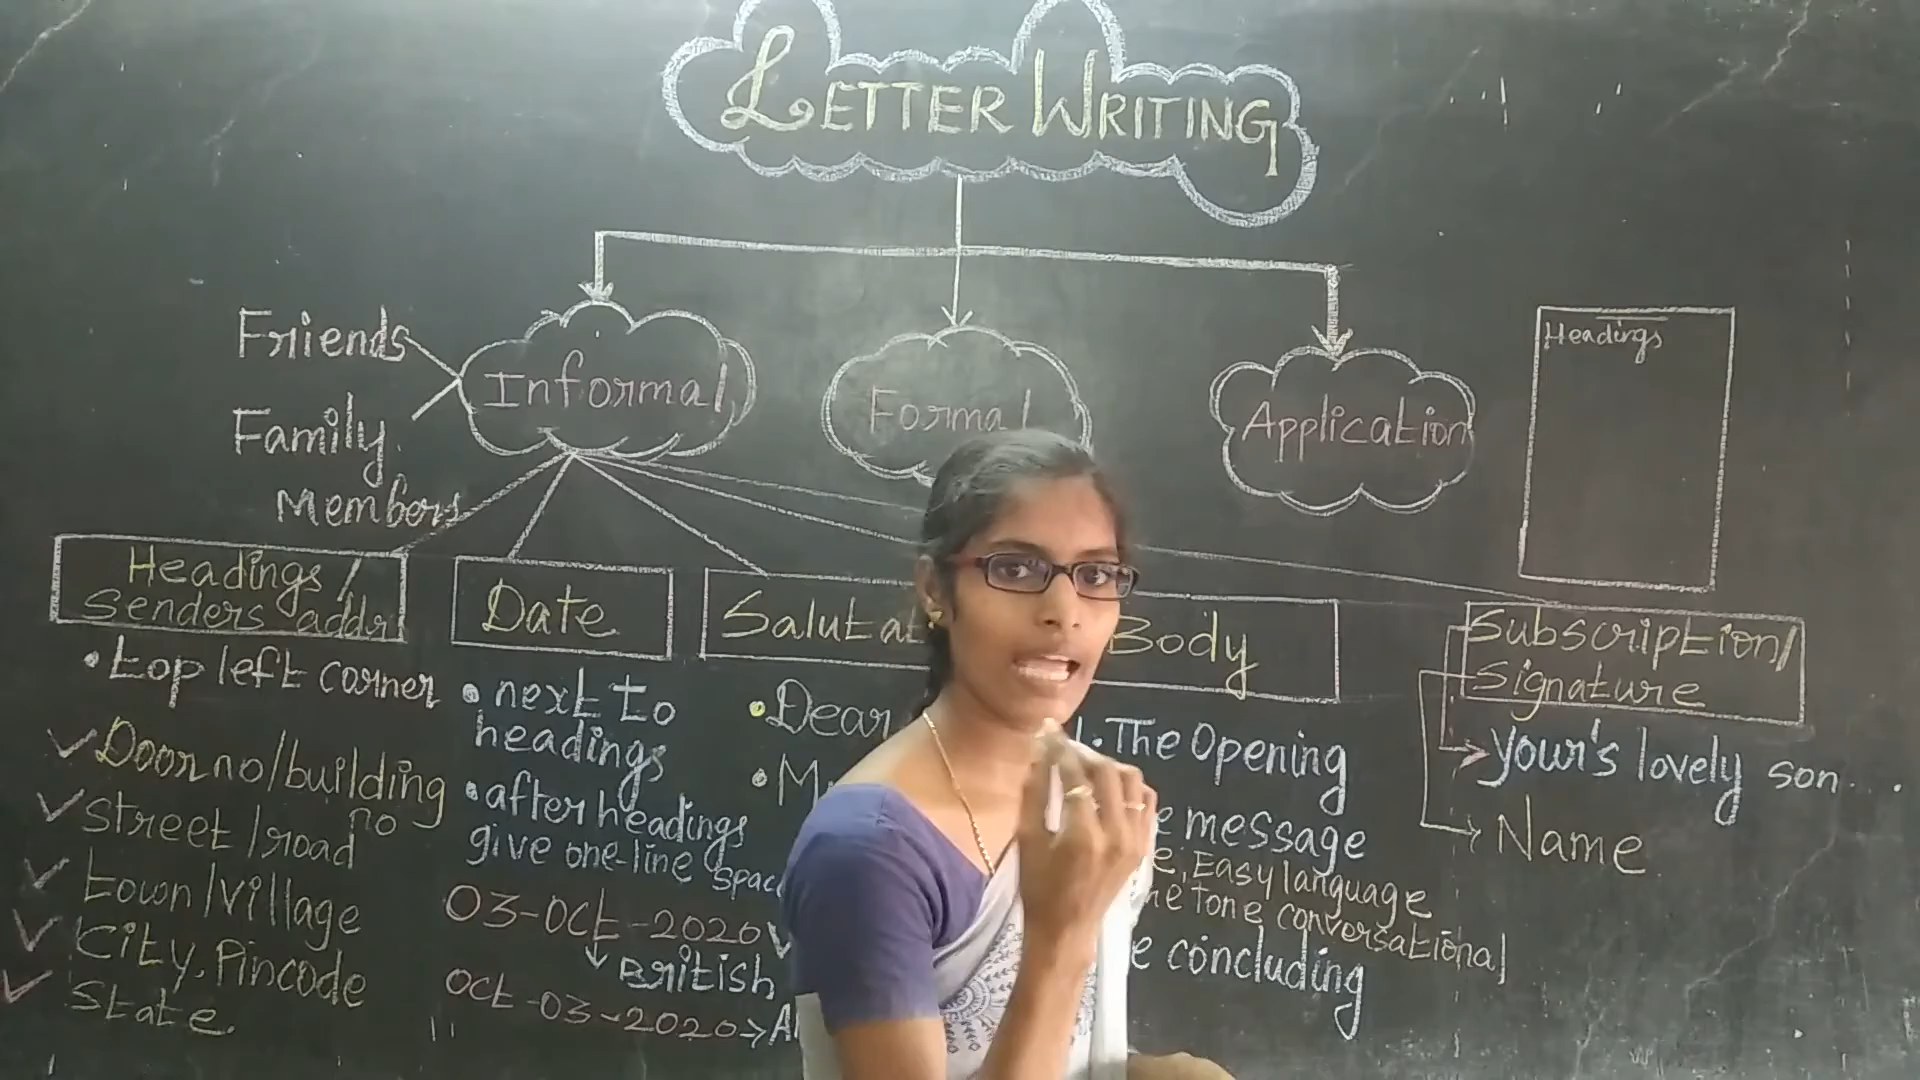 LETTER WRITING
Friends
Family
Members
Informal
Formal
Application
Headings
Headings/
Senders addr
• top left corner
Door no/building
no
street/road
town/village
City, Pincode
State.
Date
• next to
headings
• after headings
give one-line space
03-Oct-2020
British
Oct-03-2020
• Dear
Body
The Opening
message
Easy language
Tone conversational
concluding
Subscription/
Signature
your's lovely son...
Name